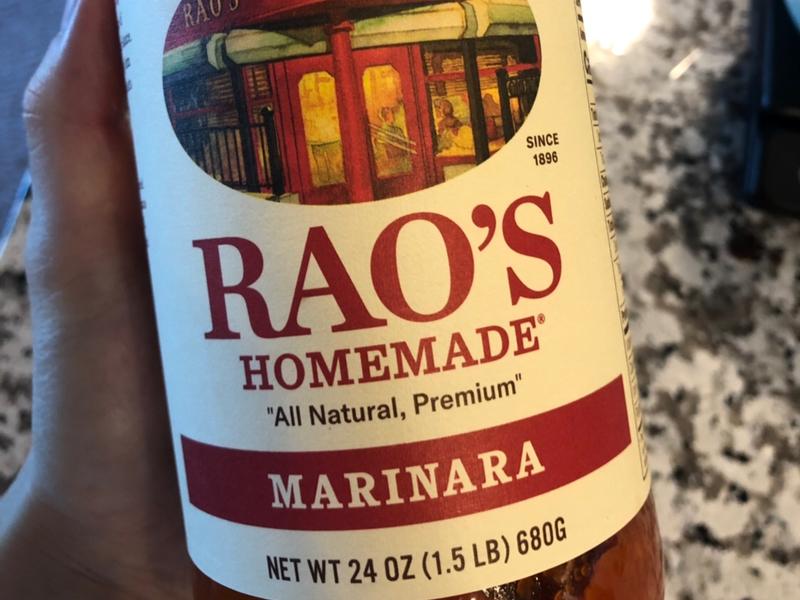 RAO'S
SINCE
1896
RAO'S
HOMEMADE®
"All Natural, Premium"
MARINARA
NET WT 24 OZ (1.5 LB) 680G